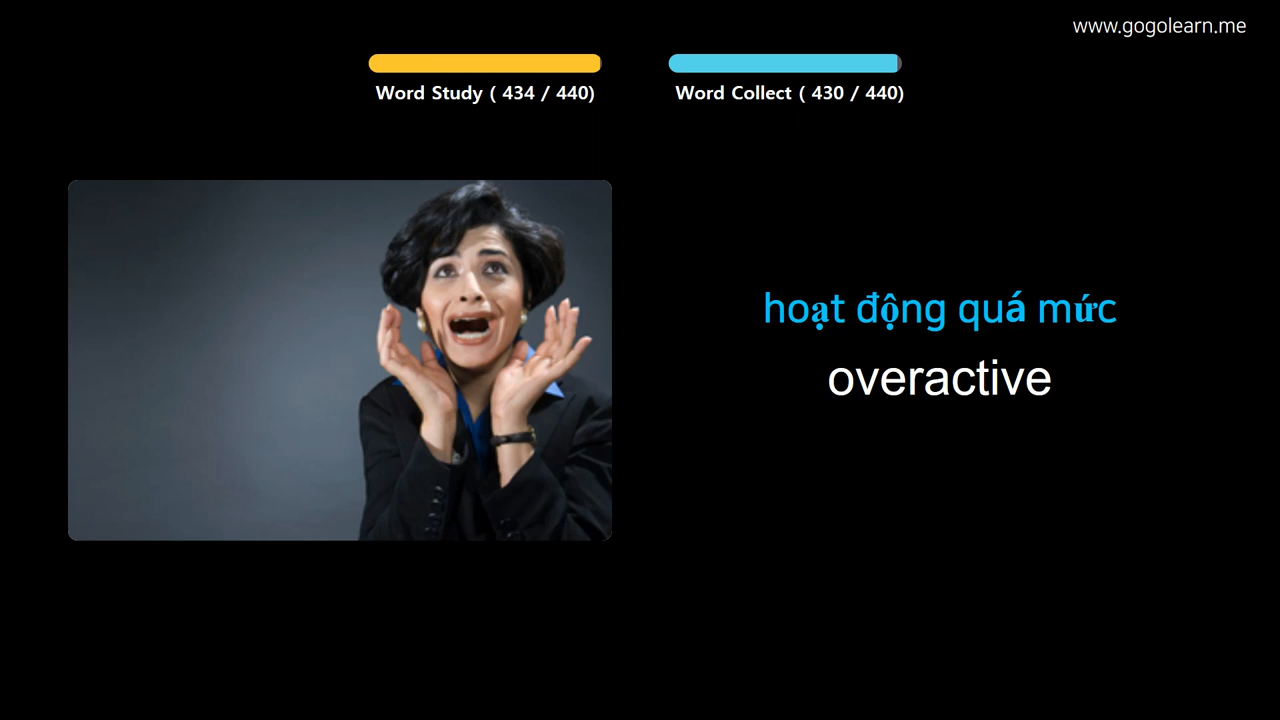 www.gogolearn.me
Word Study ( 434 / 440)
Word Collect ( 430 / 440)
hoạt động quá mức
overactive